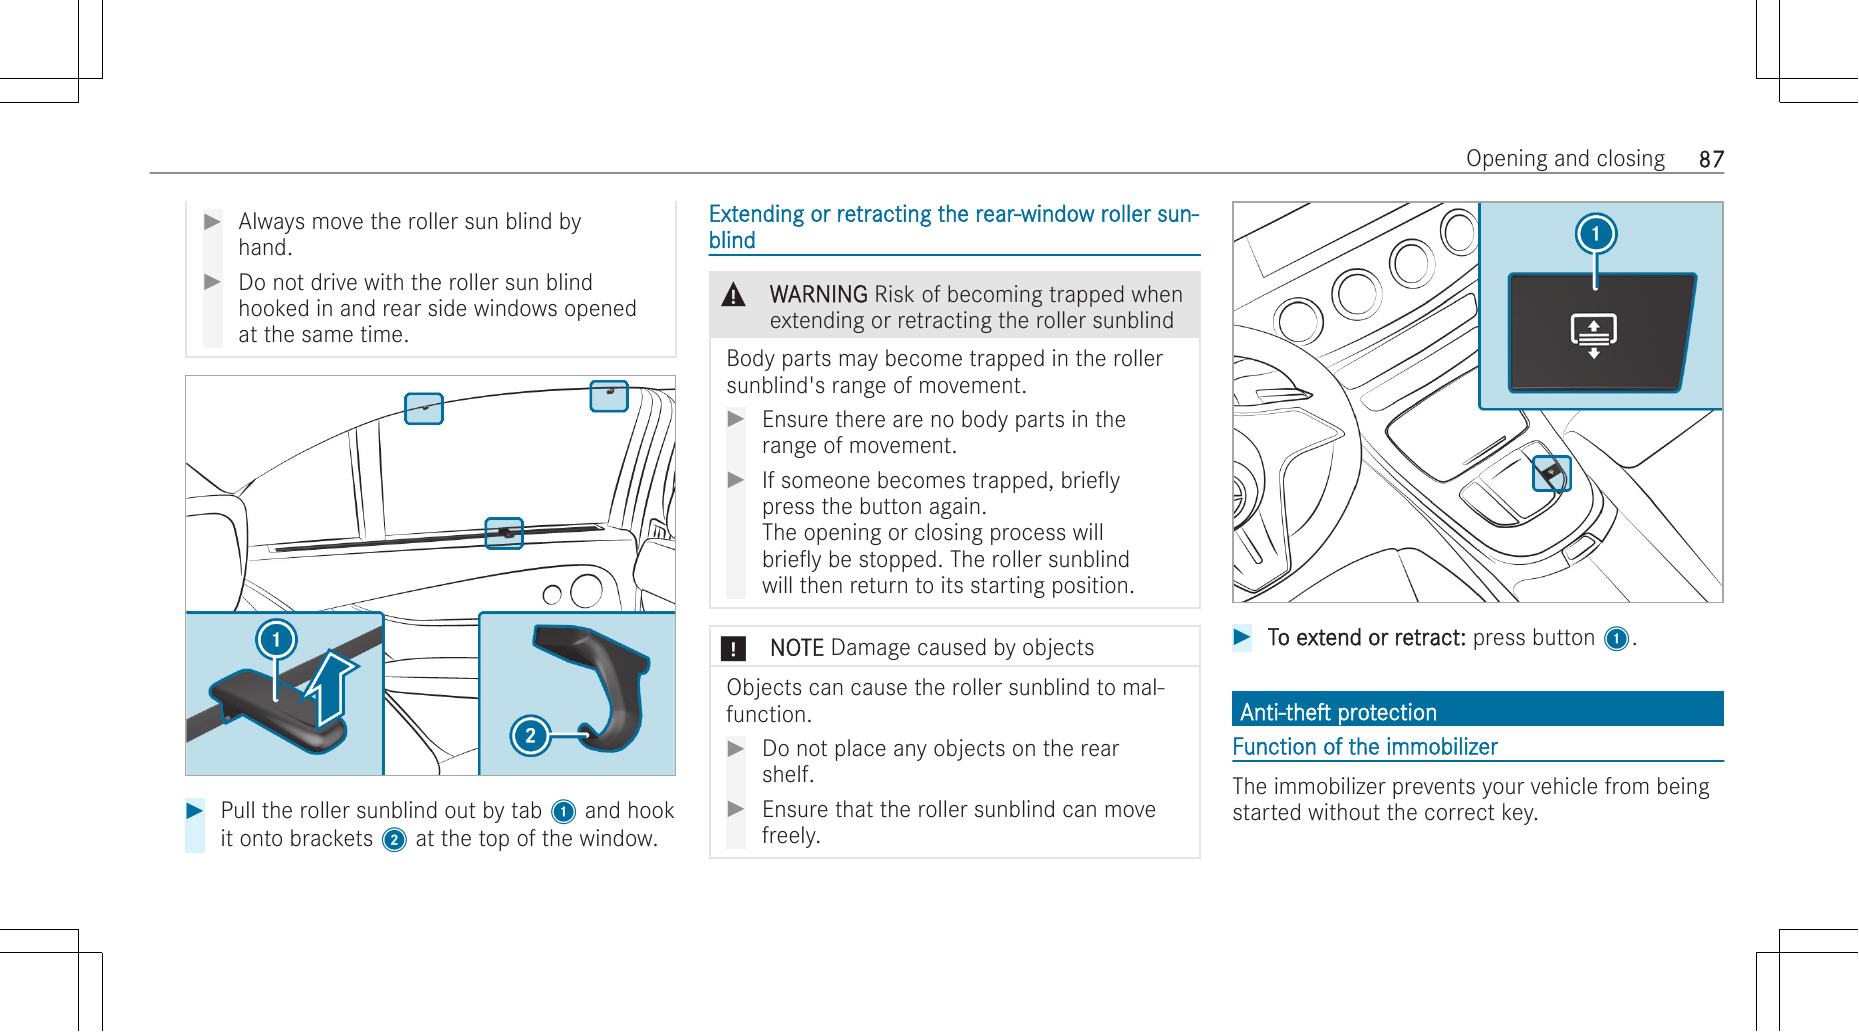 Opening and closing 87
▶ Always move the roller sun blind by
hand.
▶ Do not drive with the roller sun blind
hooked in and rear side windows opened
at the same time.
1
2
▶ Pull the roller sunblind out by tab 1 and hook
it onto brackets 2 at the top of the window.
Extending or retracting the rear-window roller sun-
blind
WARNING Risk of becoming trapped when
extending or retracting the roller sunblind
Body parts may become trapped in the roller
sunblind's range of movement.
▶ Ensure there are no body parts in the
range of movement.
▶ If someone becomes trapped, briefly
press the button again.
The opening or closing process will
briefly be stopped. The roller sunblind
will then return to its starting position.
! NOTE Damage caused by objects
Objects can cause the roller sunblind to mal-
function.
▶ Do not place any objects on the rear
shelf.
▶ Ensure that the roller sunblind can move
freely.
1
▶ To extend or retract: press button 1.
Anti-theft protection
Function of the immobilizer
The immobilizer prevents your vehicle from being
started without the correct key.